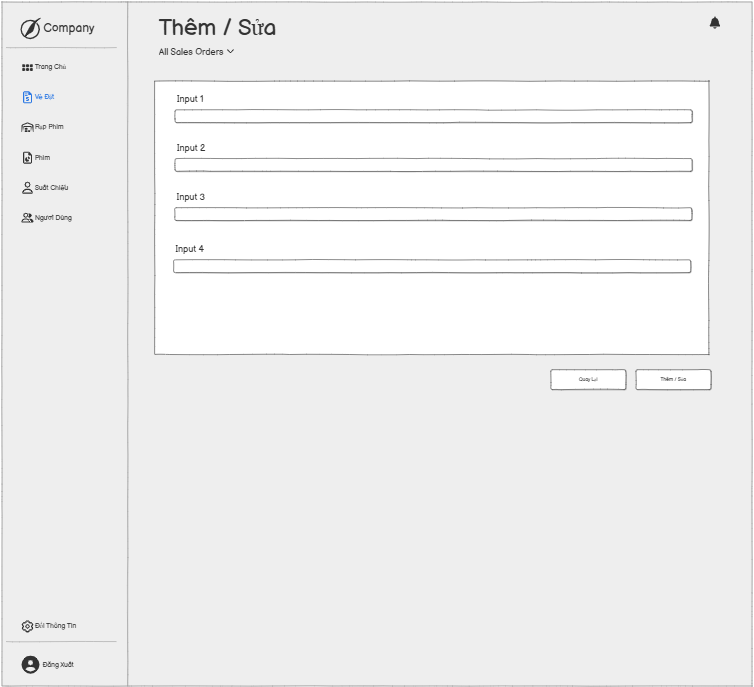 Company
Trang Chủ
Vé Đặt
Rạp Phim
Phim
Suất Chiếu
Người Dùng
Đổi Thông Tin
Đăng Xuất
Thêm / Sửa
All Sales Orders
Input 1
Input 2
Input 3
Input 4
Quay Lại
Thêm / Sửa